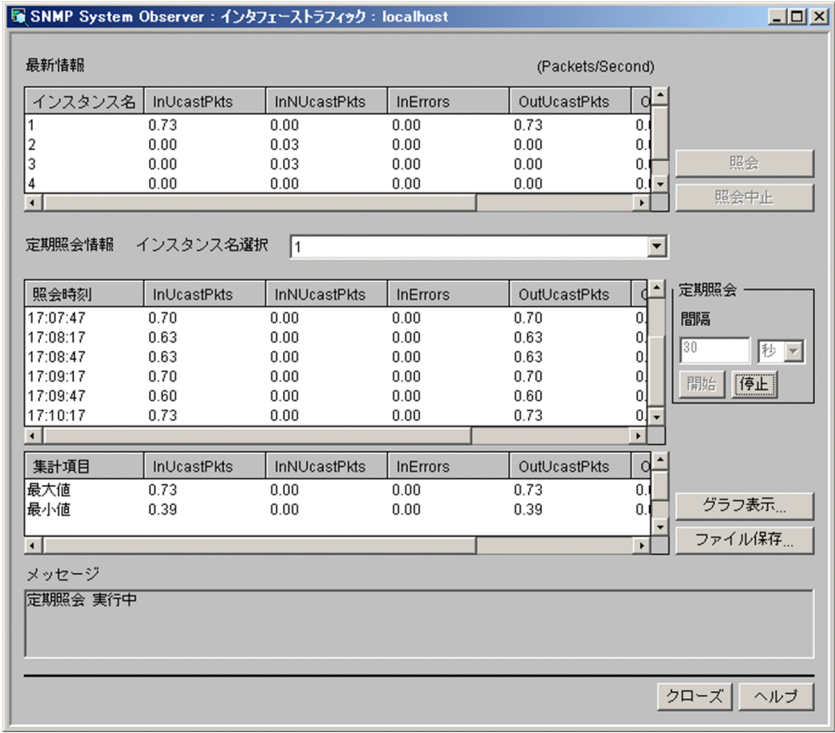 SNMP System Observer : インタフェーストラフィック : localhost
最新情報 (Packets/Second)
インスタンス名 InUcastPkts InNUcastPkts InErrors OutUcastPkts
1 0.73 0.00 0.00 0.73
2 0.00 0.03 0.00 0.00
3 0.00 0.03 0.00 0.00
4 0.00 0.00 0.00 0.00
照会
照会中止
定期照会情報 インスタンス名選択 1
照会時刻 InUcastPkts InNUcastPkts InErrors OutUcastPkts
17:07:47 0.70 0.00 0.00 0.70
17:08:17 0.63 0.00 0.00 0.63
17:08:47 0.63 0.00 0.00 0.63
17:09:17 0.70 0.00 0.00 0.70
17:09:47 0.60 0.00 0.00 0.60
17:10:17 0.73 0.00 0.00 0.73
定期照会
間隔
30 秒
開始 停止
集計項目 InUcastPkts InNUcastPkts InErrors OutUcastPkts
最大値 0.73 0.00 0.00 0.73
最小値 0.39 0.00 0.00 0.39
グラフ表示...
ファイル保存...
メッセージ
定期照会 実行中
クローズ ヘルプ